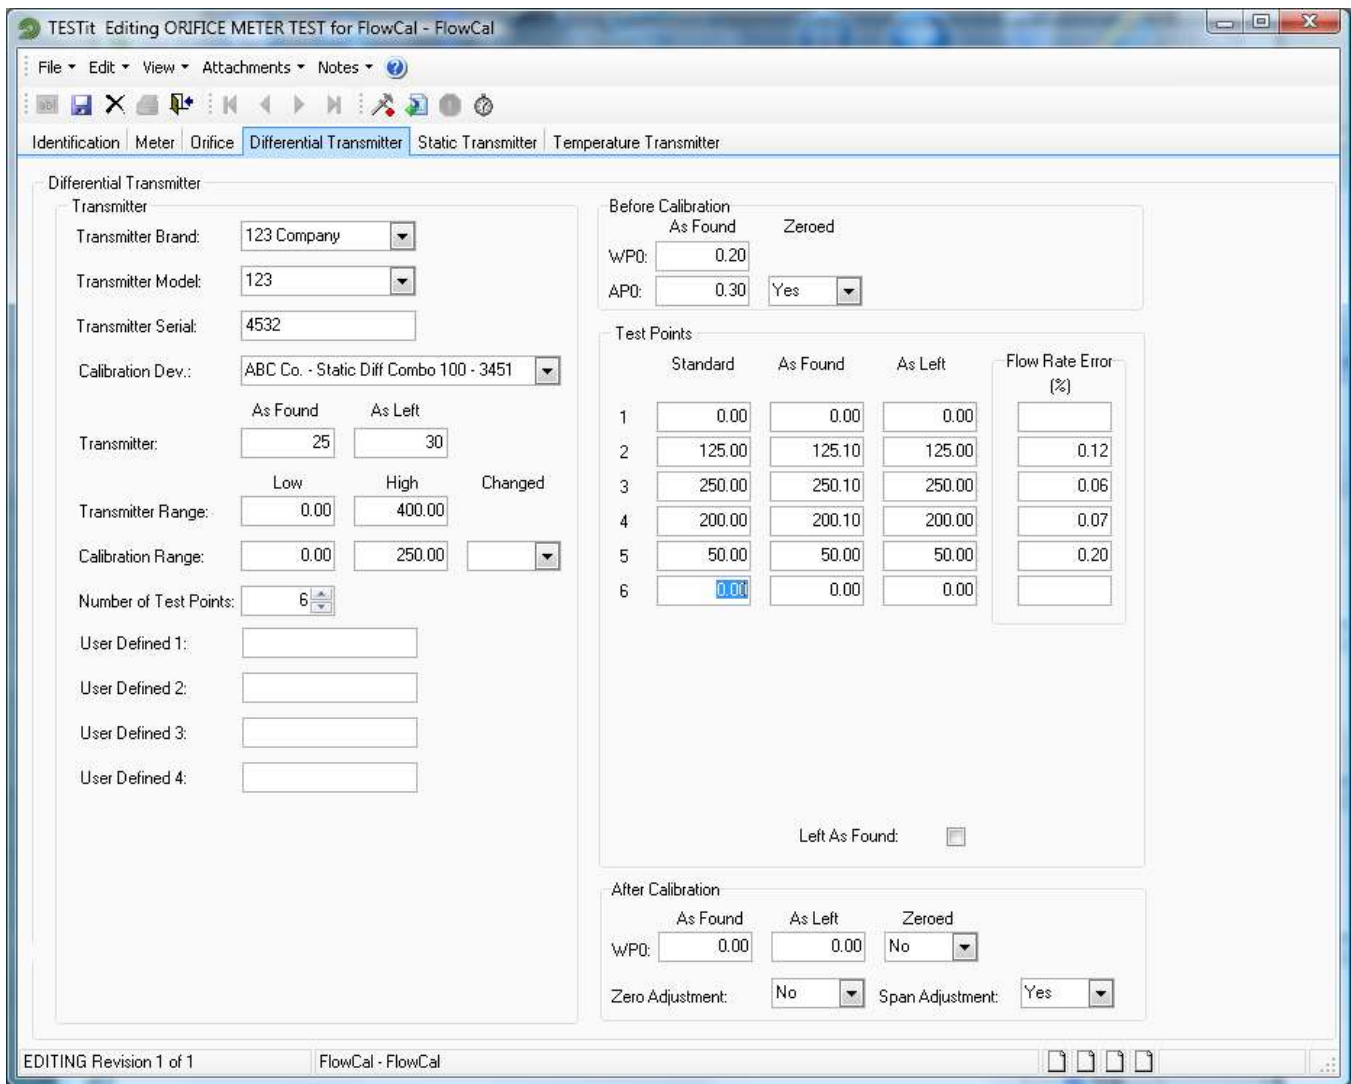 TESTit Editing ORIFICE METER TEST for FlowCal - FlowCal
File Edit View Attachments Notes
abl
Identification Meter Orifice Differential Transmitter Static Transmitter Temperature Transmitter
Differential Transmitter
Transmitter
Transmitter Brand: 123 Company
Transmitter Model: 123
Transmitter Serial: 4532
Calibration Dev.: ABC Co. - Static Diff Combo 100 - 3451
As Found As Left
Transmitter: 25 30
Low High Changed
Transmitter Range: 0.00 400.00
Calibration Range: 0.00 250.00
Number of Test Points: 6
User Defined 1:
User Defined 2:
User Defined 3:
User Defined 4:
Before Calibration
As Found Zeroed
WP0: 0.20
AP0: 0.30 Yes
Test Points
Standard As Found As Left Flow Rate Error
(%)
1 0.00 0.00 0.00
2 125.00 125.10 125.00 0.12
3 250.00 250.10 250.00 0.06
4 200.00 200.10 200.00 0.07
5 50.00 50.00 50.00 0.20
6 0.00 0.00 0.00
Left As Found:
After Calibration
As Found As Left Zeroed
WP0: 0.00 0.00 No
Zero Adjustment: No Span Adjustment: Yes
EDITING Revision 1 of 1 FlowCal - FlowCal